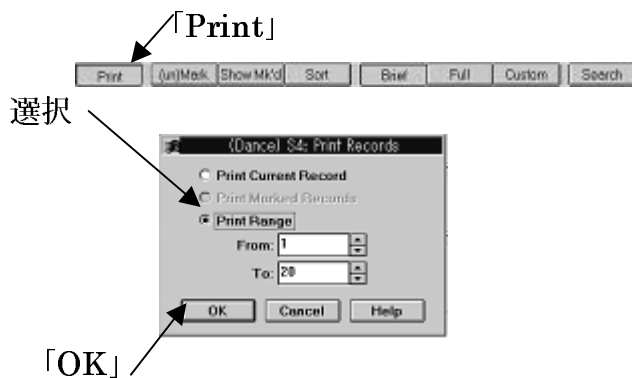 「Print」
Print (un)Mark Show Mk'd Sort Brief Full Custom Search
選択
(Dance) S4: Print Records
Print Current Record
Print Marked Records
Print Range
From: 1
To: 20
OK Cancel Help
「OK」